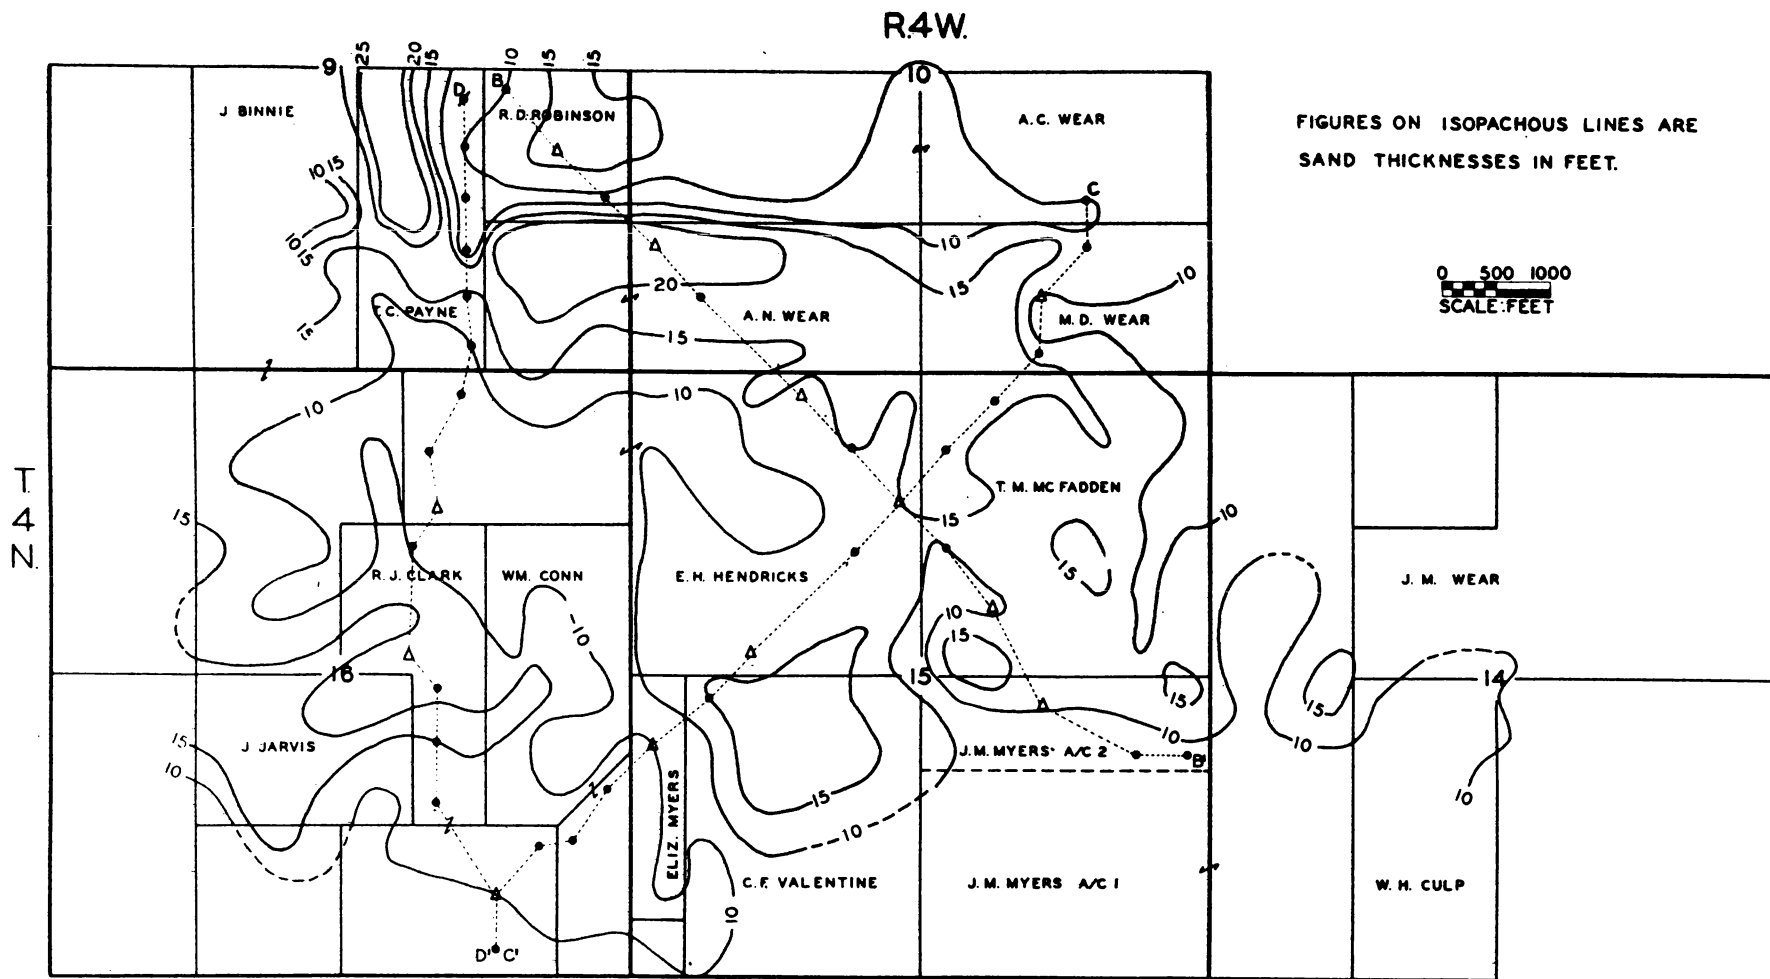 R.4W.
9
25
20
15
D
B
10
15
15
10
J BINNIE
R.D. ROBINSON
A.C. WEAR
FIGURES ON ISOPACHOUS LINES ARE
SAND THICKNESSES IN FEET.
10 15
C
10 15
10
20
15
10
0 500 1000
SCALE:FEET
15
T.C. PAYNE
A.N. WEAR
M.D. WEAR
15
10
10
T.
4
N.
15
T. M. MC FADDEN
15
10
R. J. CLARK
WM. CONN
E.H. HENDRICKS
15
J. M. WEAR
10
10
15
16
15
14
15
15
J JARVIS
15
10
10
10
J.M. MYERS A/C 2
B'
10
15
10
10
ELIZ. MYERS
C.F. VALENTINE
J.M. MYERS A/C 1
W. H. CULP
10
D' C'